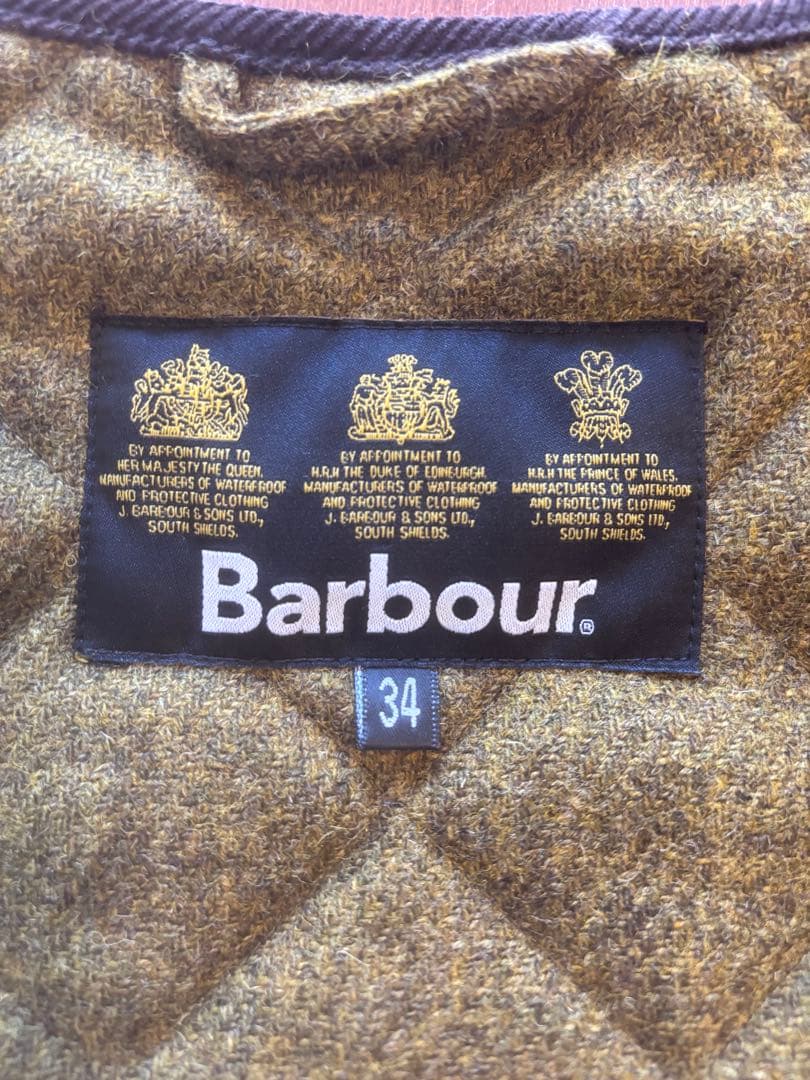 BY APPOINTMENT TO
HER MAJESTY THE QUEEN.
MANUFACTURERS OF WATERPROOF
AND PROTECTIVE CLOTHING
J. BARBOUR & SONS LTD.,
SOUTH SHIELDS.
BY APPOINTMENT TO
H.R.H THE DUKE OF EDINBURGH.
MANUFACTURERS OF WATERPROOF
AND PROTECTIVE CLOTHING
J. BARBOUR & SONS LTD.,
SOUTH SHIELDS.
BY APPOINTMENT TO
H.R.H THE PRINCE OF WALES.
MANUFACTURERS OF WATERPROOF
AND PROTECTIVE CLOTHING
J. BARBOUR & SONS LTD.,
SOUTH SHIELDS.
Barbour®
34